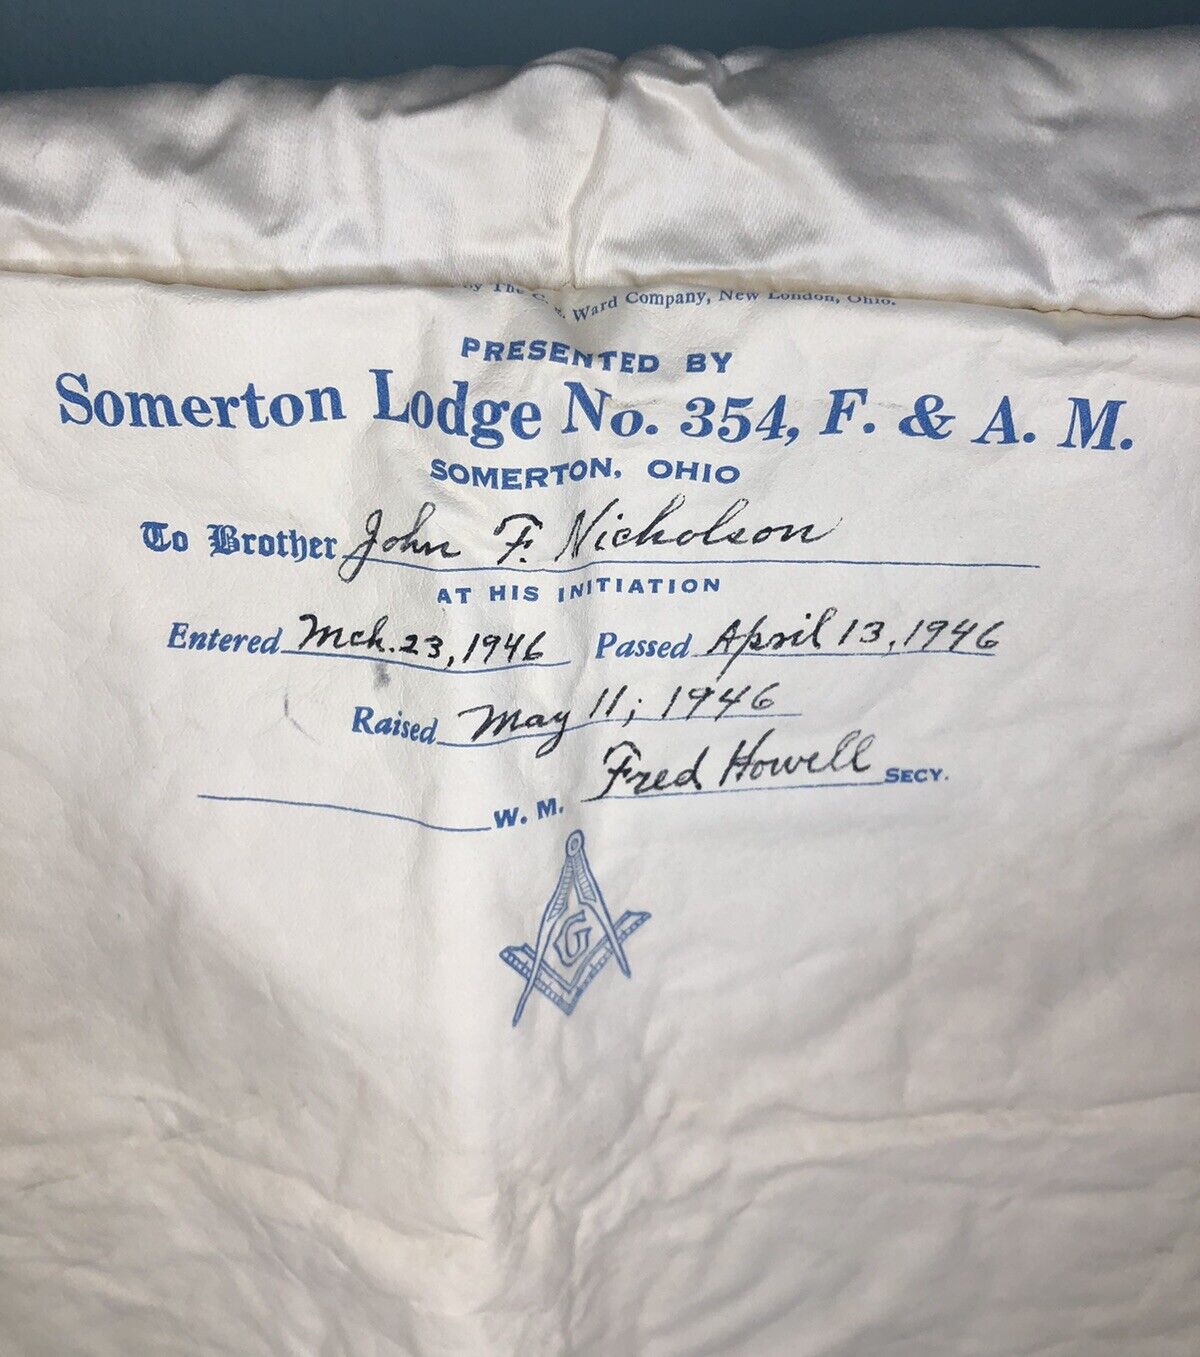 by The C. E. Ward Company, New London, Ohio.
PRESENTED BY
Somerton Lodge No. 354, F. & A. M.
SOMERTON, OHIO
To Brother John F. Nicholson
AT HIS INITIATION
Entered Mch. 23, 1946 Passed April 13, 1946
Raised May 11, 1946
Fred Howell SECY.
W. M.
G